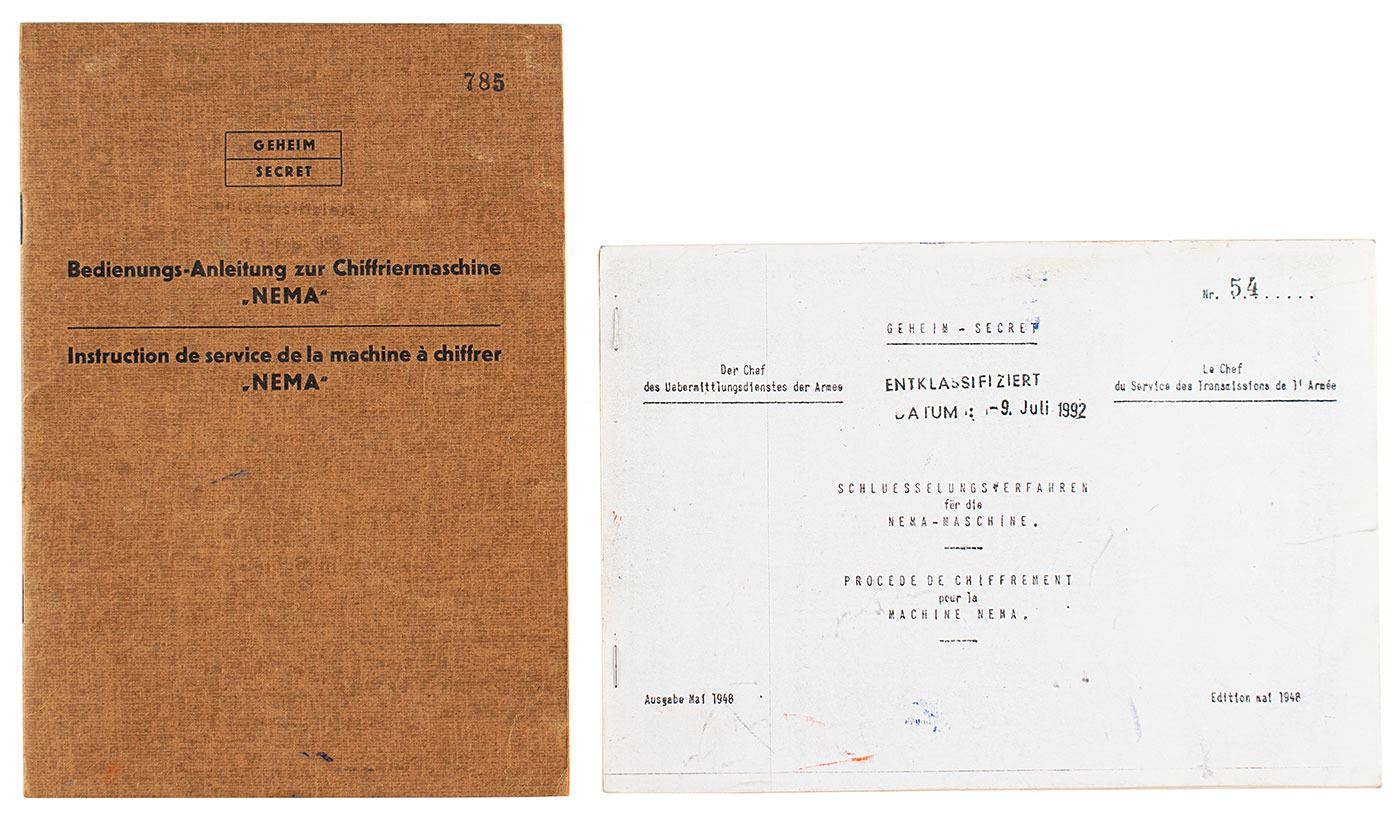 785
GEHEIM
SECRET
Bedienungs-Anleitung zur Chiffriermaschine
„NEMA“
Instruction de service de la machine à chiffrer
„NEMA“
Nr. 54.....
GEHEIM - SECRET
Der Chef
des Uebermittlungsdienstes der Armee
ENTKLASSIFIZIERT
DATUM : -9. Juli 1992
Le Chef
du Service des Transmissions de l' Armée
SCHLUESSELUNGSVERFAHREN
für die
NEMA-MASCHINE.
PROCEDE DE CHIFFREMENT
pour la
MACHINE NEMA.
Ausgabe Mai 1948
Edition mai 1948